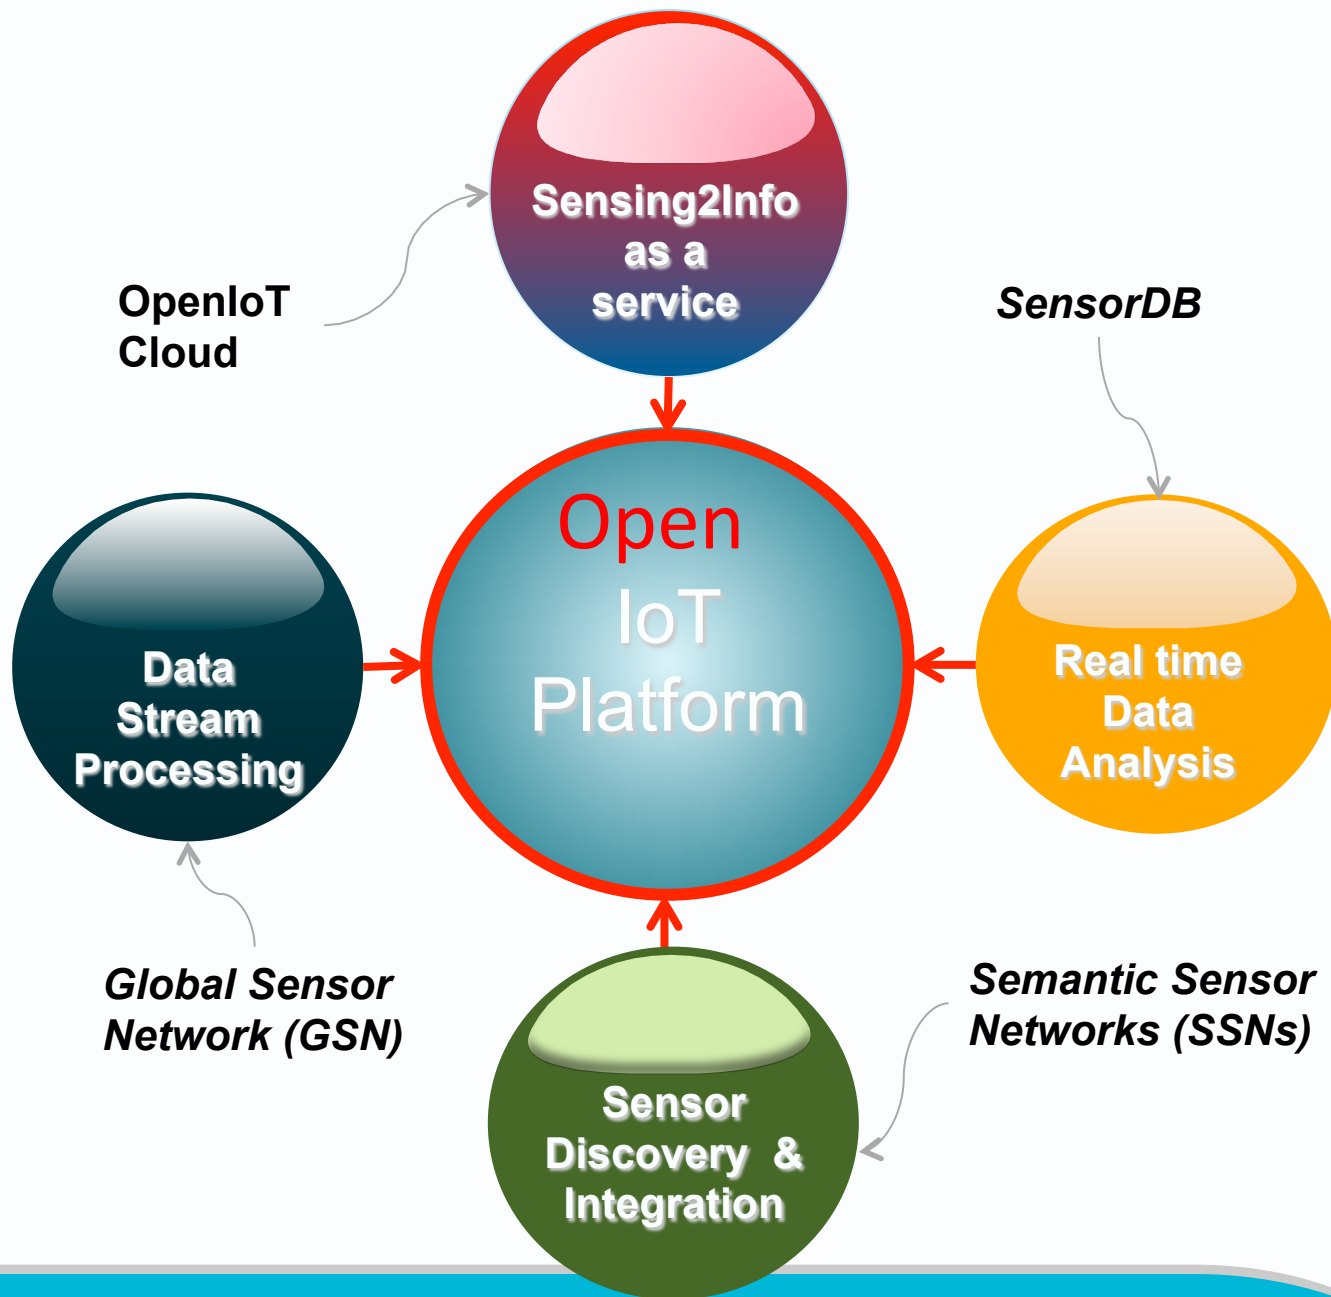 Sensing2Info
as a
service
OpenIoT
Cloud
SensorDB
Open
IoT
Platform
Data
Stream
Processing
Real time
Data
Analysis
Global Sensor
Network (GSN)
Semantic Sensor
Networks (SSNs)
Sensor
Discovery &
Integration